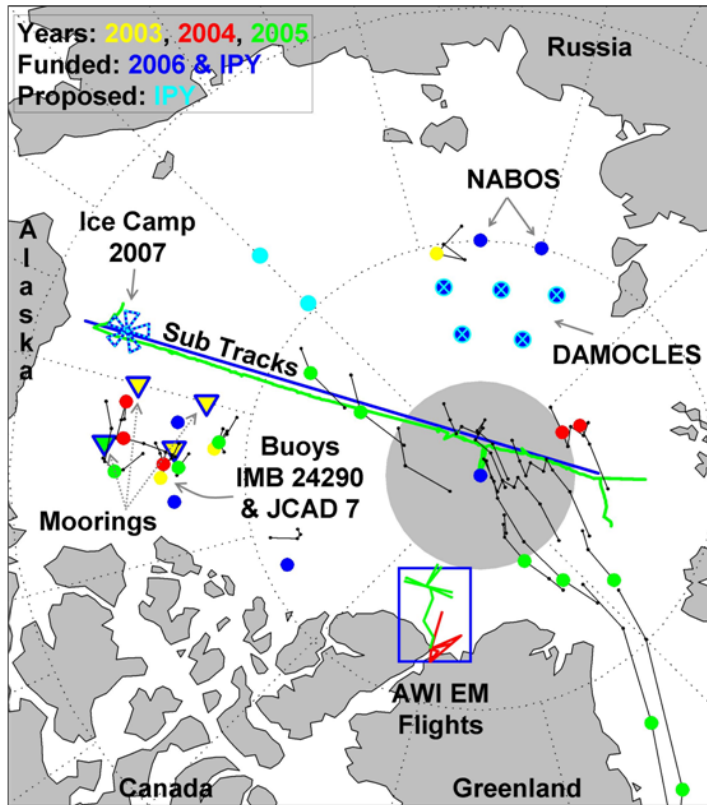 Years: 2003, 2004, 2005
Funded: 2006 & IPY
Proposed: IPY
Russia
NABOS
Alaska
Ice Camp
2007
Sub Tracks
DAMOCLES
Buoys
IMB 24290
& JCAD 7
Moorings
AWI EM
Flights
Canada
Greenland